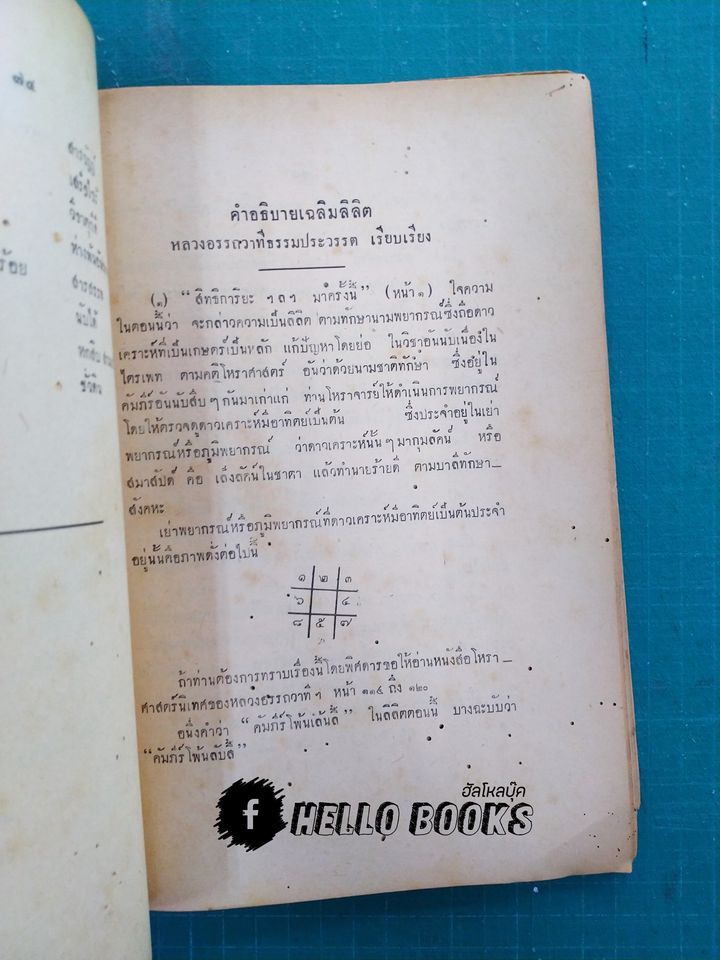 ๗๔
ร้อย
คำอธิบายเฉลิมลิลิต
หลวงอรรถวาทีธรรมประวรรต เรียบเรียง
(๑) “สิทธิการิยะ ฯลฯ มาครั้งนี้” (หน้า ๑) ใจความ
ในตอนนี้ว่า จะกล่าวความเป็นลิลิต ตามทักษานามพยากรณ์ซึ่งถือดาว
เคราะห์ที่เป็นเกษตร์เป็นหลัก แก้ปัญหาโดยย่อ ในวิชาอันนับเนื่องใน
ไตรเพท ตามคติโหราศาสตร์ อันว่าด้วยนามชาติทักษา ซึ่งอยู่ใน
คัมภีร์อันนับสืบๆกันมาเก่าแก่ ท่านโหราจารย์ให้ดำเนินการพยากรณ์
โดยให้ตรวจดูดาวเคราะห์มีอาทิตย์เป็นต้น ซึ่งประจำอยู่ในเย่า
พยากรณ์หรือภูมิพยากรณ์ ว่าดาวเคราะห์นั้นๆมากุมลัคน์ หรือ
สมาสัปต์ คือ เล็งลัคน์ในชาตา แล้วทำนายร้ายดี ตามบาลีทักษา_
สังคหะ
เย่าพยากรณ์หรือภูมิพยากรณ์ที่ดาวเคราะห์มีอาทิตย์เป็นต้นประจำ
อยู่นั้นคือภาพดั่งต่อไปนี้
๑ ๒ ๓
๖ ๔
๘ ๕ ๗
ถ้าท่านต้องการทราบเรื่องนี้โดยพิศดารขอให้อ่านหนังสือโหรา_
ศาสตร์นิเทศของหลวงอรรถวาทีฯ หน้า ๑๑๔ ถึง ๑๒๐
อนึ่งคำว่า “คัมภีร์โพ้นเล้นลี้” ในลิลิตตอนนี้ บางฉะบับว่า
“คัมภีร์โพ้นลับลี้”
ฮัลโหลบุ๊ค
f HELLO BOOKS